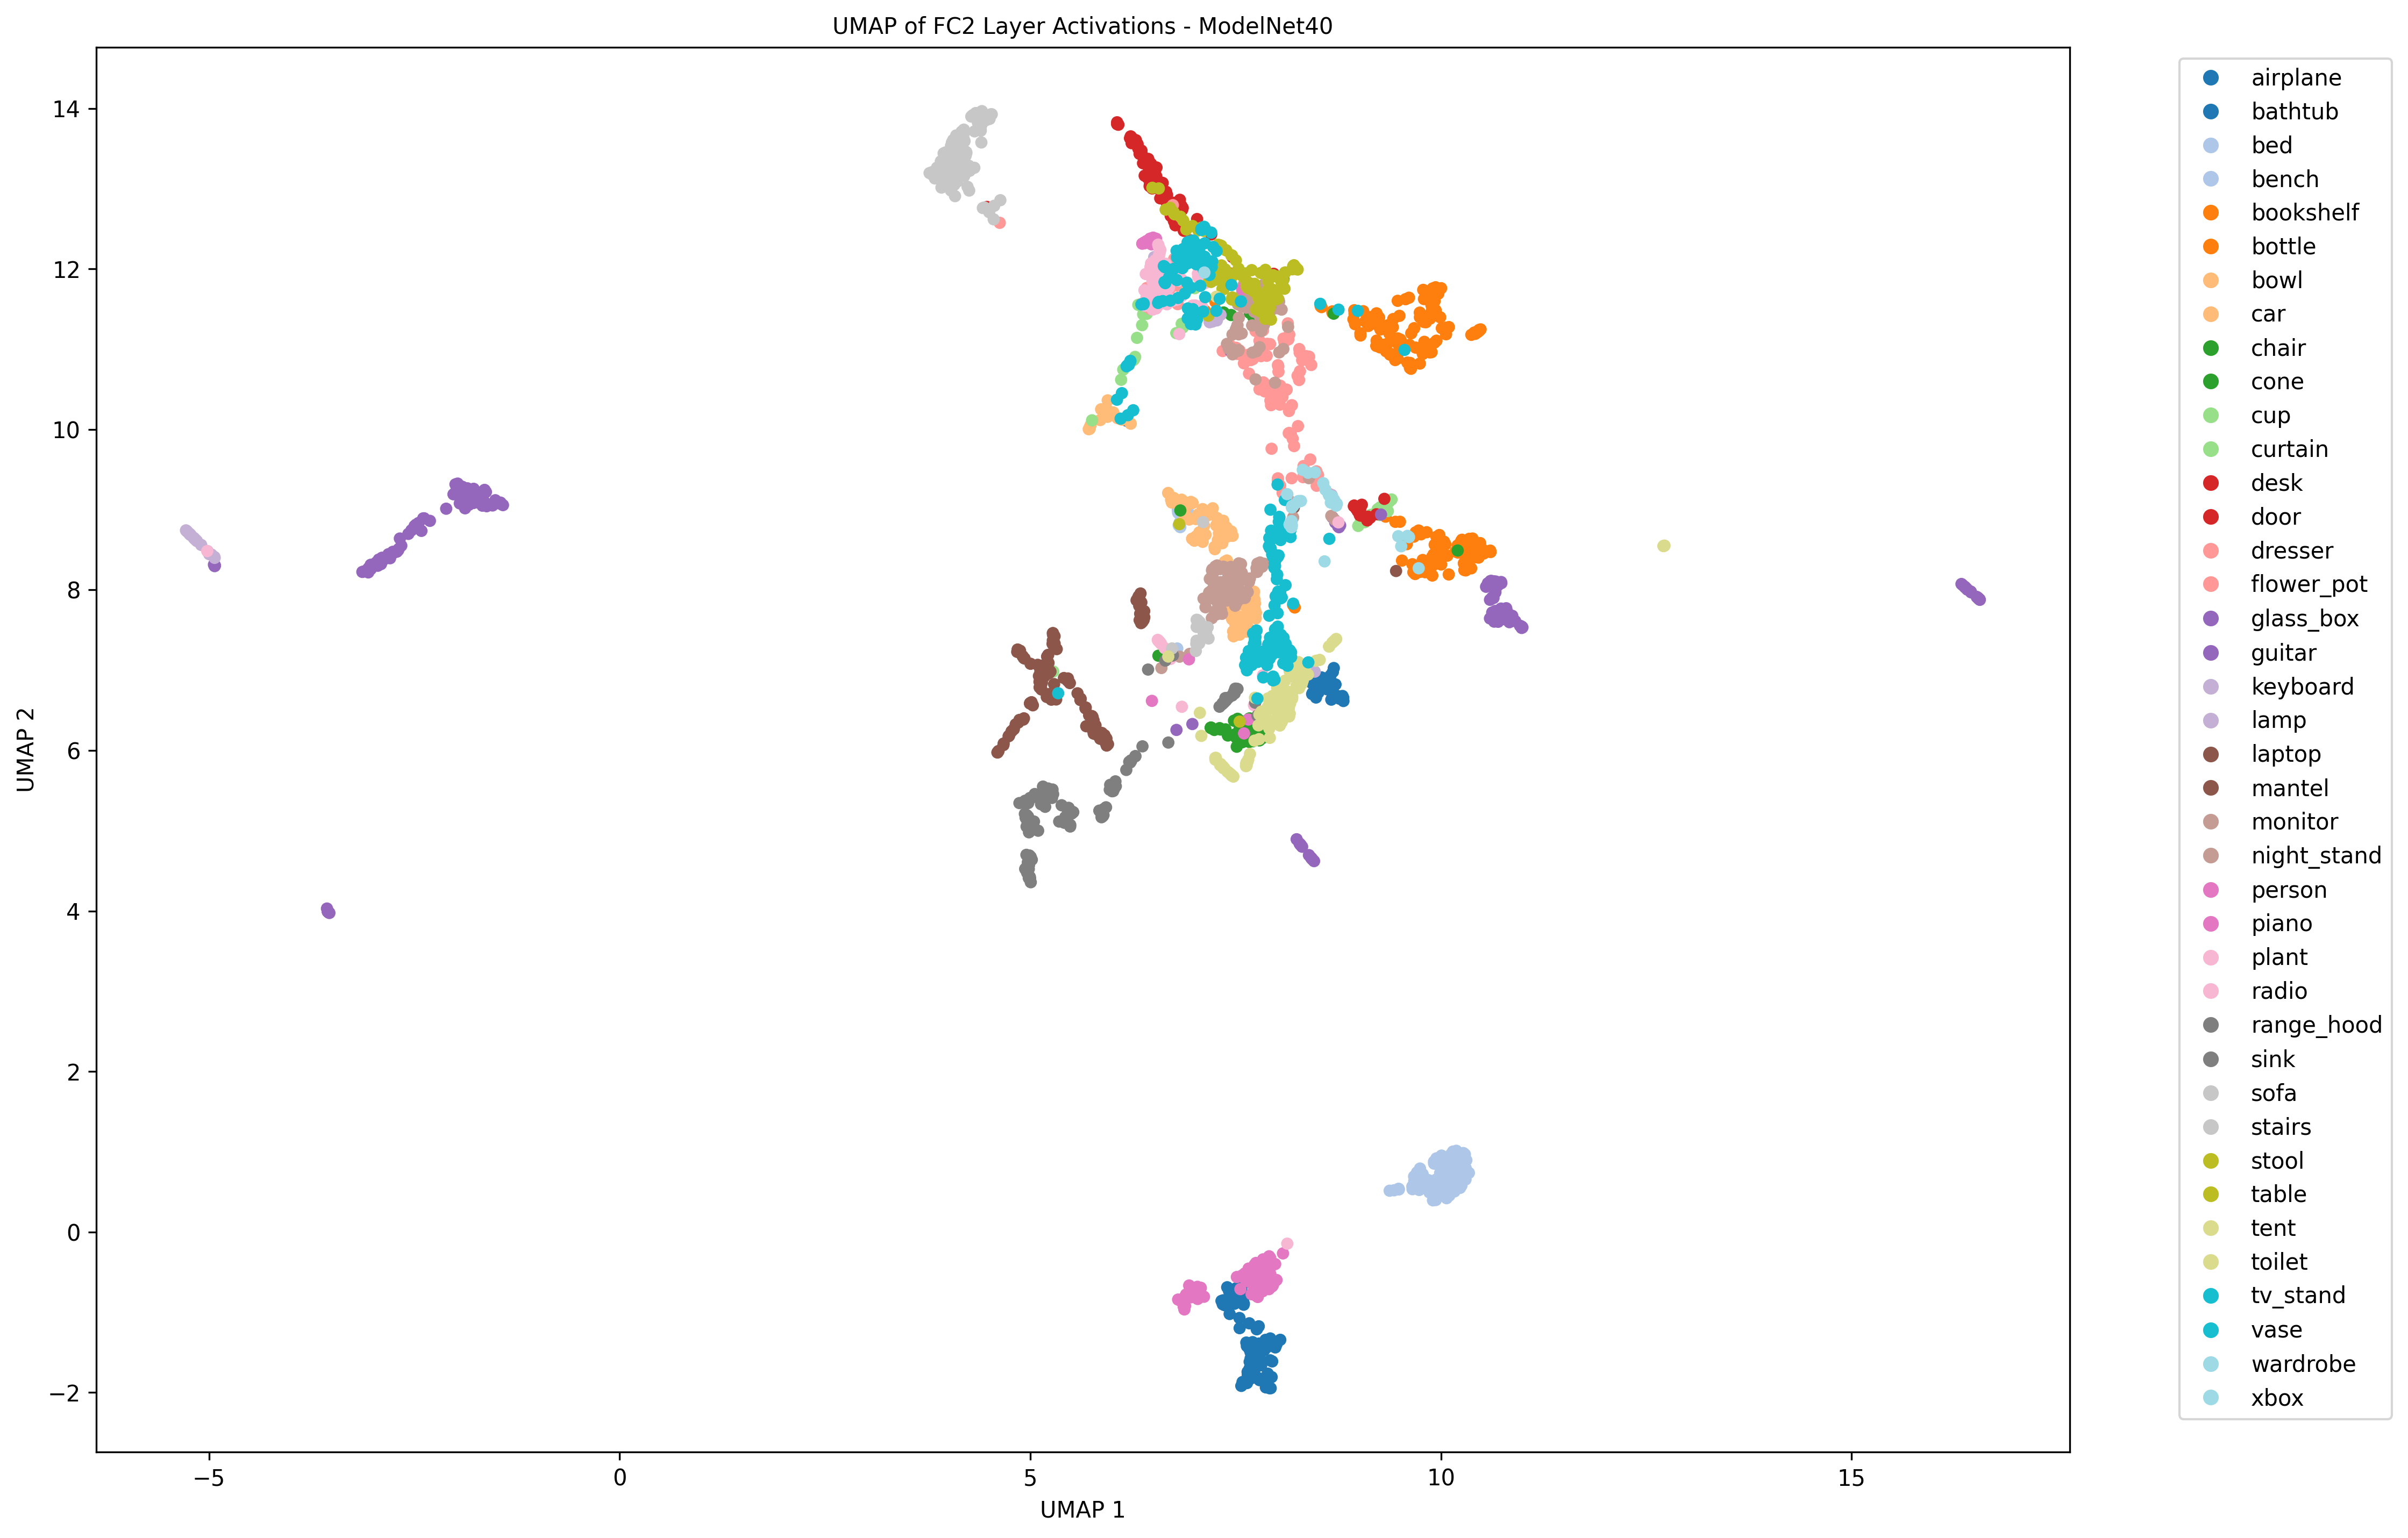 UMAP of FC2 Layer Activations - ModelNet40
14
12
10
8
6
4
2
0
−2
UMAP 2
−5
0
5
10
15
UMAP 1
airplane
bathtub
bed
bench
bookshelf
bottle
bowl
car
chair
cone
cup
curtain
desk
door
dresser
flower_pot
glass_box
guitar
keyboard
lamp
laptop
mantel
monitor
night_stand
person
piano
plant
radio
range_hood
sink
sofa
stairs
stool
table
tent
toilet
tv_stand
vase
wardrobe
xbox